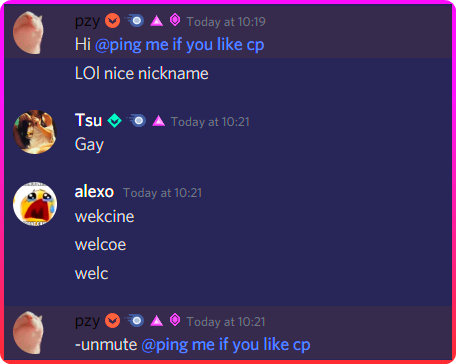 pzy Today at 10:19
Hi @ping me if you like cp
LOl nice nickname
Tsu Today at 10:21
Gay
alexo Today at 10:21
wekcine
welcoe
welc
pzy Today at 10:21
-unmute @ping me if you like cp